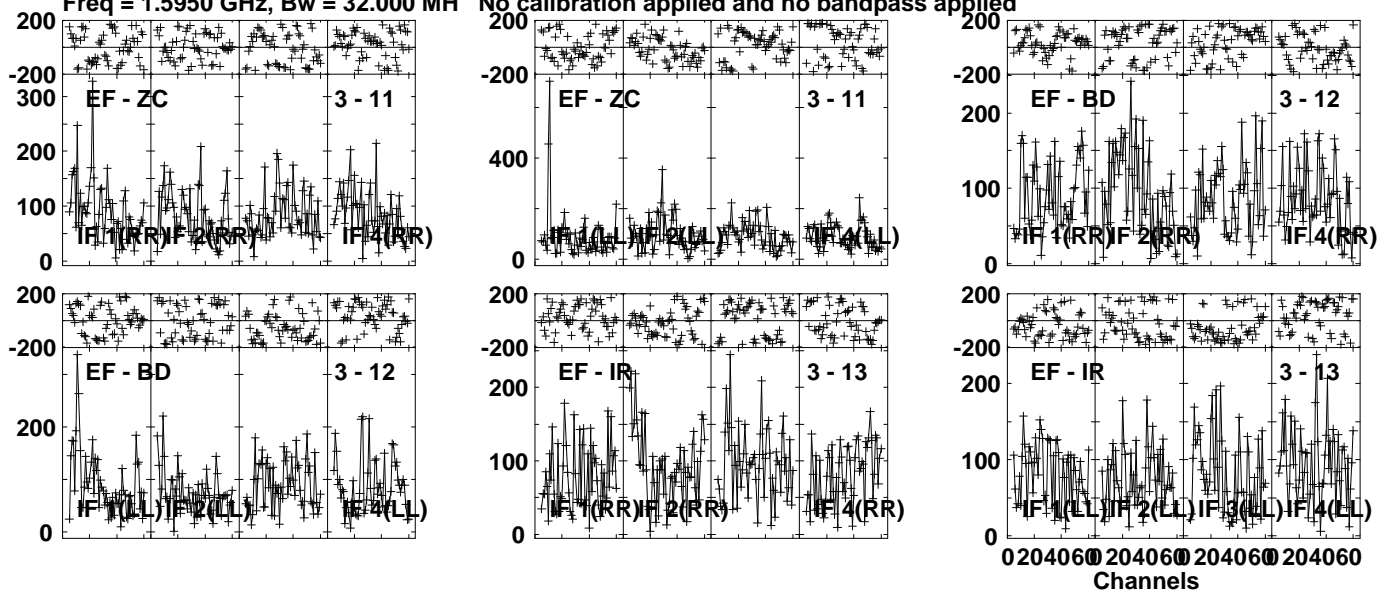 Freq = 1.5950 GHz, Bw = 32.000 MH No calibration applied and no bandpass applied
200
-200
300
200
100
0
EF - ZC 3 - 11
IF 1(RR) IF 2(RR) IF 4(RR)
200
-200
400
200
0
EF - ZC 3 - 11
IF 1(LL) IF 2(LL) IF 4(LL)
200
-200
200
100
0
EF - BD 3 - 12
IF 1(RR) IF 2(RR) IF 4(RR)
200
-200
200
0
EF - BD 3 - 12
IF 1(LL) IF 2(LL) IF 4(LL)
200
-200
200
100
0
EF - IR 3 - 13
IF 1(RR) IF 2(RR) IF 4(RR)
200
-200
200
100
0
EF - IR 3 - 13
IF 1(LL) IF 2(LL) IF 3(LL) IF 4(LL)
0 204060 0 204060 0 204060 0 204060
Channels